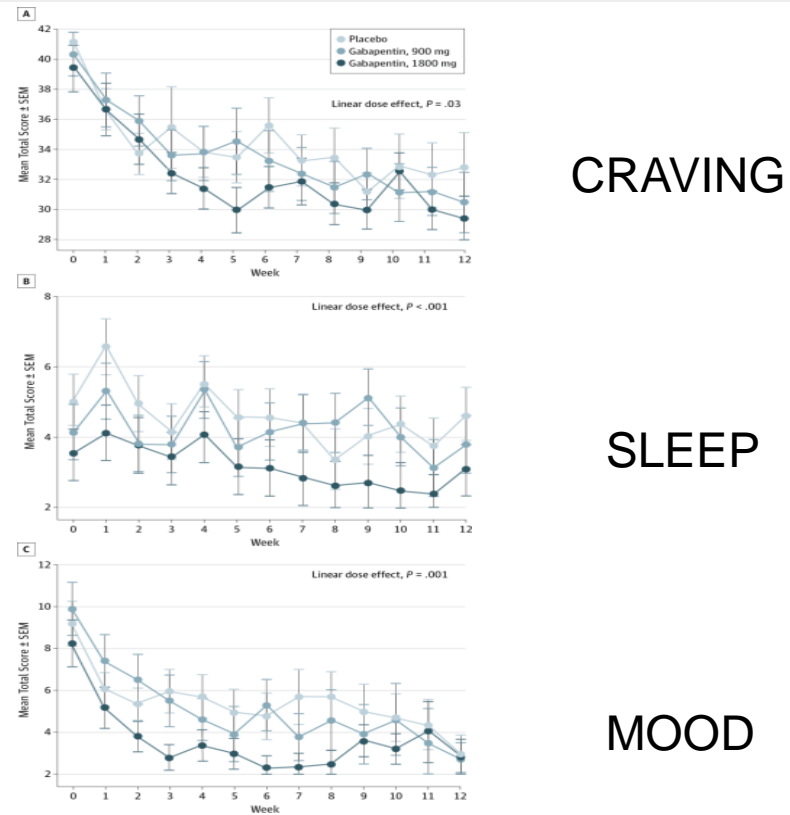 A
Mean Total Score ± SEM
42
40
38
36
34
32
30
28
Placebo
Gabapentin, 900 mg
Gabapentin, 1800 mg
Linear dose effect, P = .03
0 1 2 3 4 5 6 7 8 9 10 11 12
Week
CRAVING
B
Mean Total Score ± SEM
8
6
4
2
Linear dose effect, P < .001
0 1 2 3 4 5 6 7 8 9 10 11 12
Week
SLEEP
C
Mean Total Score ± SEM
12
10
8
6
4
2
Linear dose effect, P = .001
0 1 2 3 4 5 6 7 8 9 10 11 12
Week
MOOD